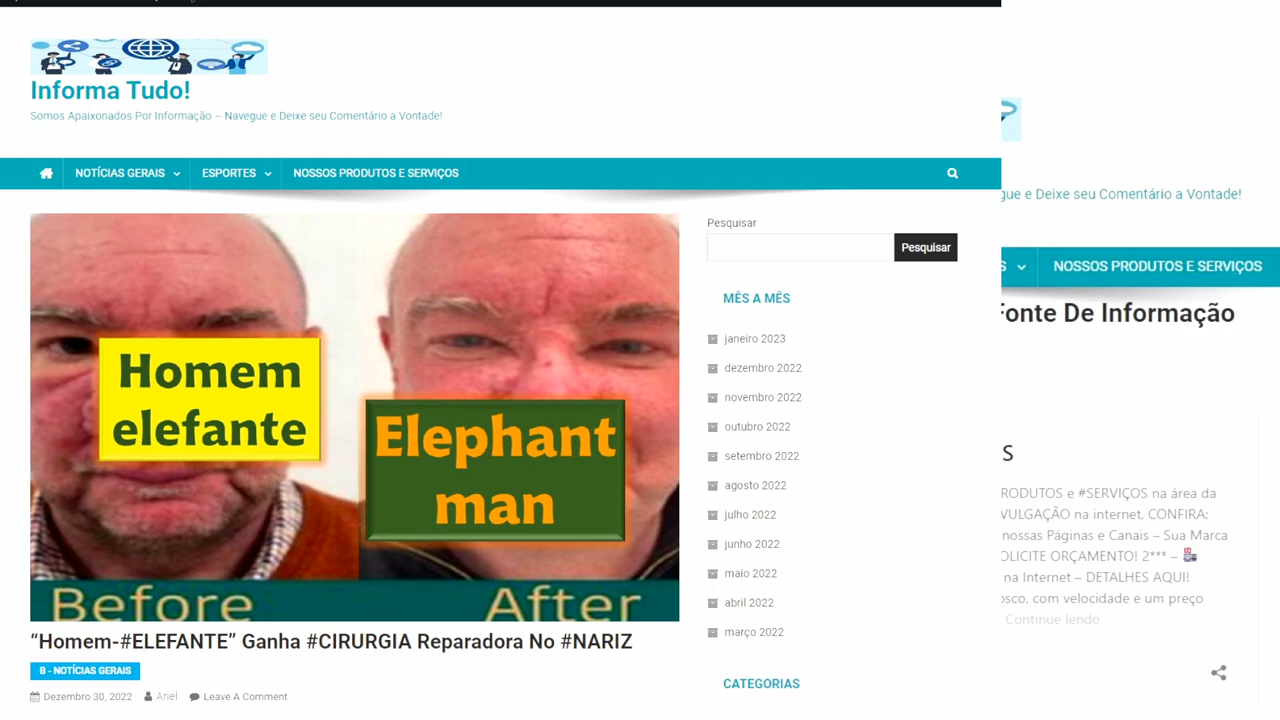 Informa Tudo!
Somos Apaixonados Por Informação – Navegue e Deixe seu Comentário a Vontade!
NOTÍCIAS GERAIS
ESPORTES
NOSSOS PRODUTOS E SERVIÇOS
Homem
elefante
Elephant
man
Before
After
“Homem-#ELEFANTE” Ganha #CIRURGIA Reparadora No #NARIZ
B - NOTÍCIAS GERAIS
Dezembro 30, 2022 Ariel Leave A Comment
Pesquisar
Pesquisar
MÊS A MÊS
janeiro 2023
dezembro 2022
novembro 2022
outubro 2022
setembro 2022
agosto 2022
julho 2022
junho 2022
maio 2022
abril 2022
março 2022
CATEGORIAS
gue e Deixe seu Comentário a Vontade!
S
NOSSOS PRODUTOS E SERVIÇOS
Fonte De Informação
S
RODUTOS e #SERVIÇOS na área da
VULGAÇÃO na internet, CONFIRA:
nossas Páginas e Canais – Sua Marca
OLICITE ORÇAMENTO! 2*** –
na Internet – DETALHES AQUI!
osco, com velocidade e um preço
Continue lendo